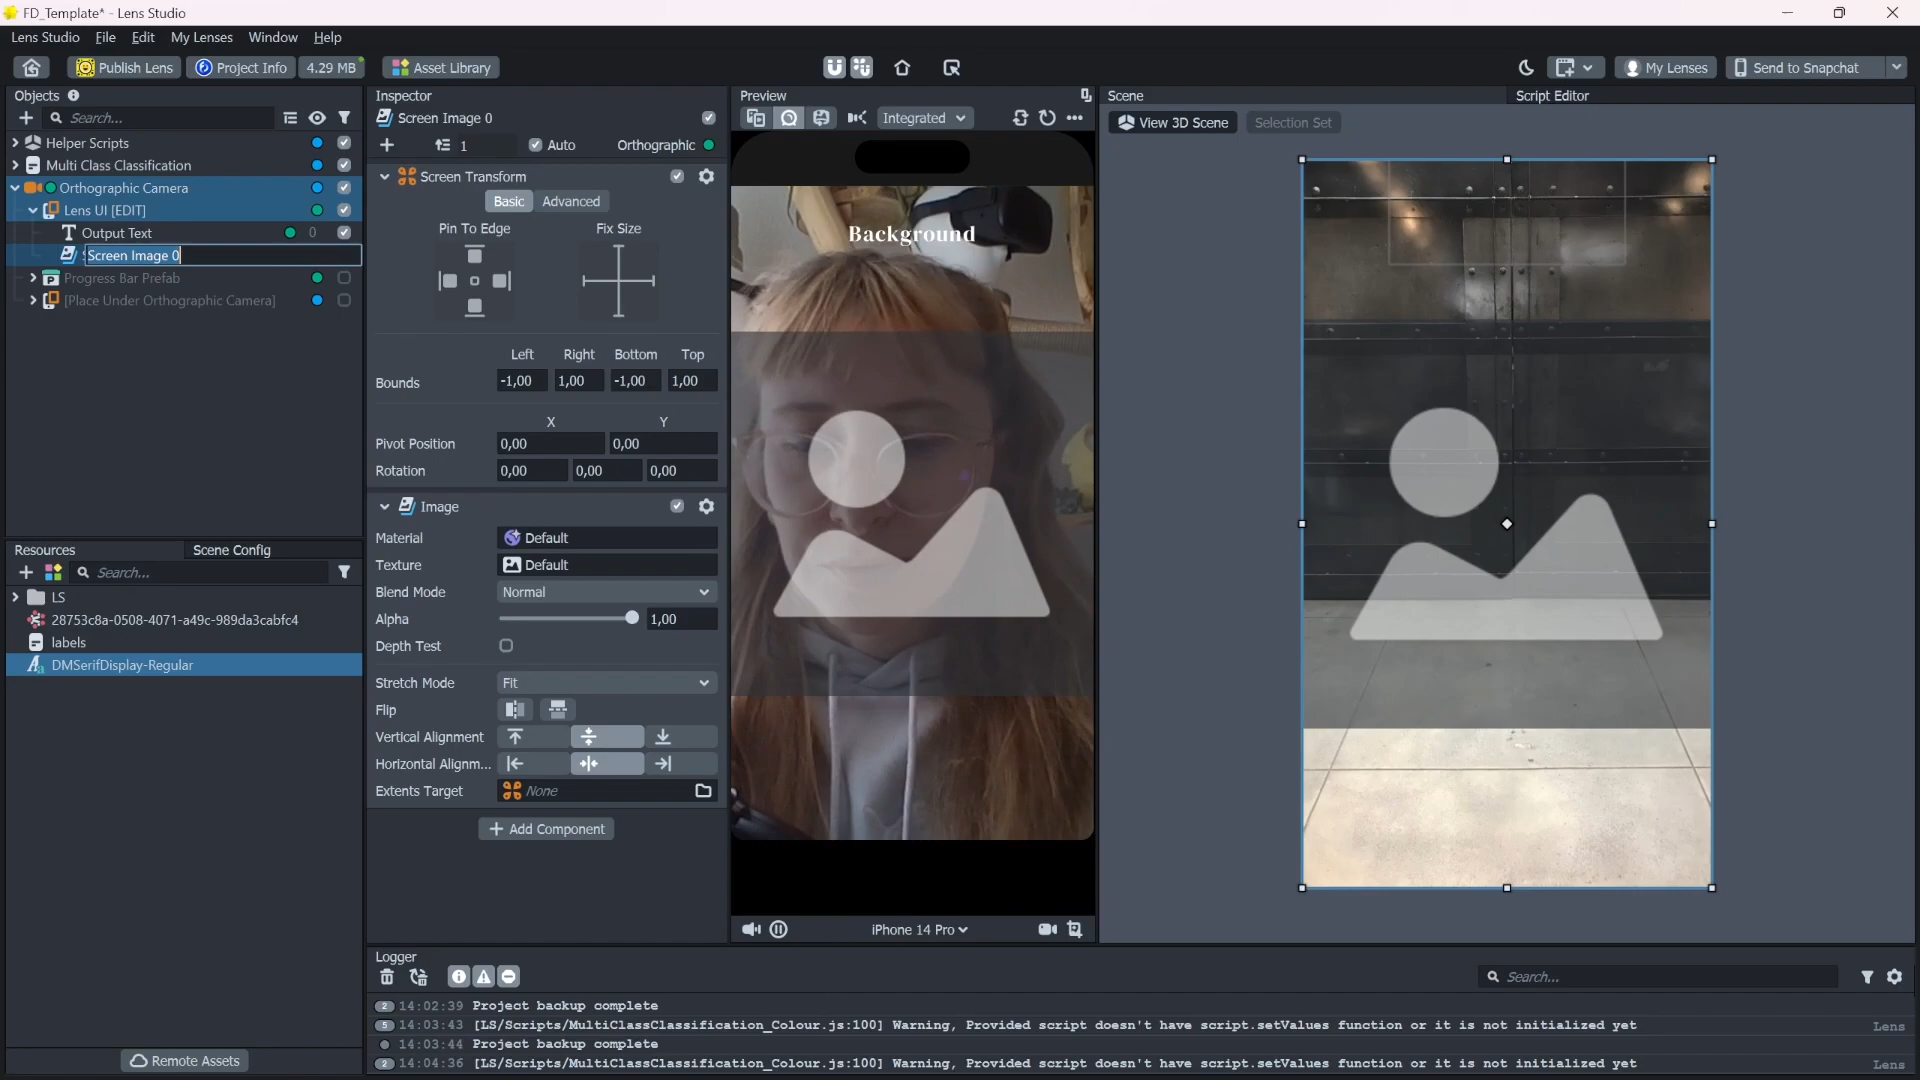 FD_Template* - Lens Studio
Lens Studio File Edit My Lenses Window Help
Publish Lens Project Info 4.29 MB Asset Library My Lenses Send to Snapchat
Objects
Search...
Helper Scripts
Multi Class Classification
Orthographic Camera
Lens UI [EDIT]
Output Text 0
Screen Image 0
Progress Bar Prefab
[Place Under Orthographic Camera]
Resources Scene Config
Search...
LS
28753c8a-0508-4071-a49c-989da3cabfc4
labels
DMSerifDisplay-Regular
Remote Assets
Inspector
Screen Image 0
1 Auto Orthographic
Screen Transform
Basic Advanced
Pin To Edge Fix Size
Left Right Bottom Top
Bounds -1,00 1,00 -1,00 1,00
X Y
Pivot Position 0,00 0,00
Rotation 0,00 0,00 0,00
Image
Material Default
Texture Default
Blend Mode Normal
Alpha 1,00
Depth Test
Stretch Mode Fit
Flip
Vertical Alignment
Horizontal Alignm...
Extents Target None
Add Component
Preview
Integrated
Background
iPhone 14 Pro
Scene Script Editor
View 3D Scene Selection Set
Logger
Search...
2 14:02:39 Project backup complete
5 14:03:43 [LS/Scripts/MultiClassClassification_Colour.js:100] Warning, Provided script doesn't have script.setValues function or it is not initialized yet Lens
14:03:44 Project backup complete
2 14:04:36 [LS/Scripts/MultiClassClassification_Colour.js:100] Warning, Provided script doesn't have script.setValues function or it is not initialized yet Lens